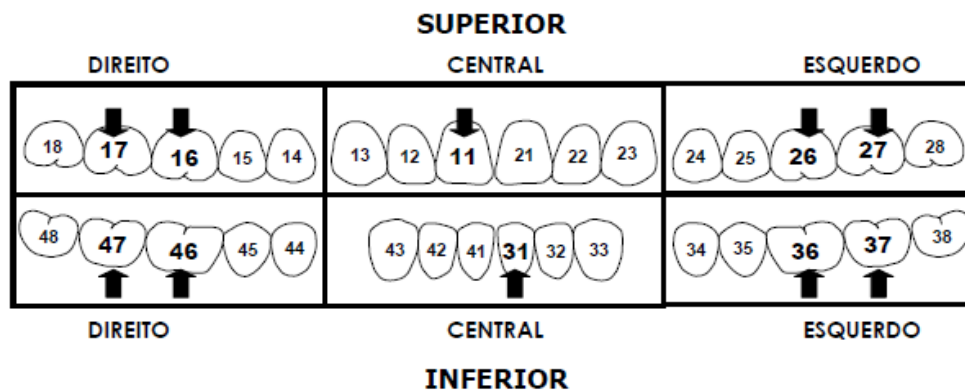 SUPERIOR
DIREITO CENTRAL ESQUERDO
18 17 16 15 14 13 12 11 21 22 23 24 25 26 27 28
48 47 46 45 44 43 42 41 31 32 33 34 35 36 37 38
DIREITO CENTRAL ESQUERDO
INFERIOR